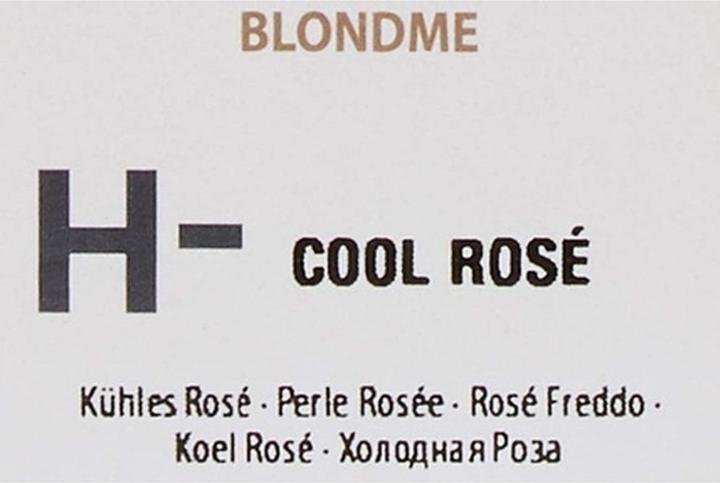 BLONDME
H- COOL ROSÉ
Kühles Rosé · Perle Rosée · Rosé Freddo ·
Koel Rosé · Холодная Роза